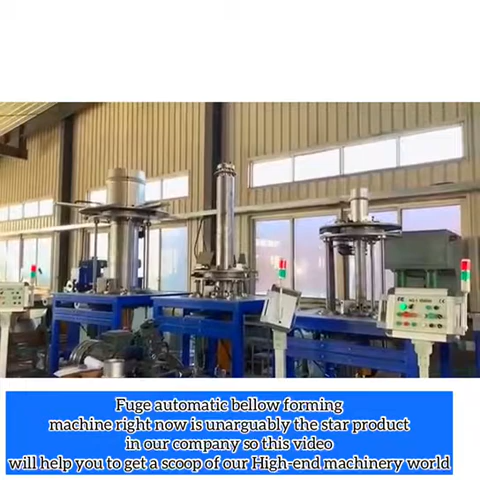 Fuge automatic bellow forming
machine right now is unarguably the star product
in our company so this video
will help you to get a scoop of our High-end machinery world